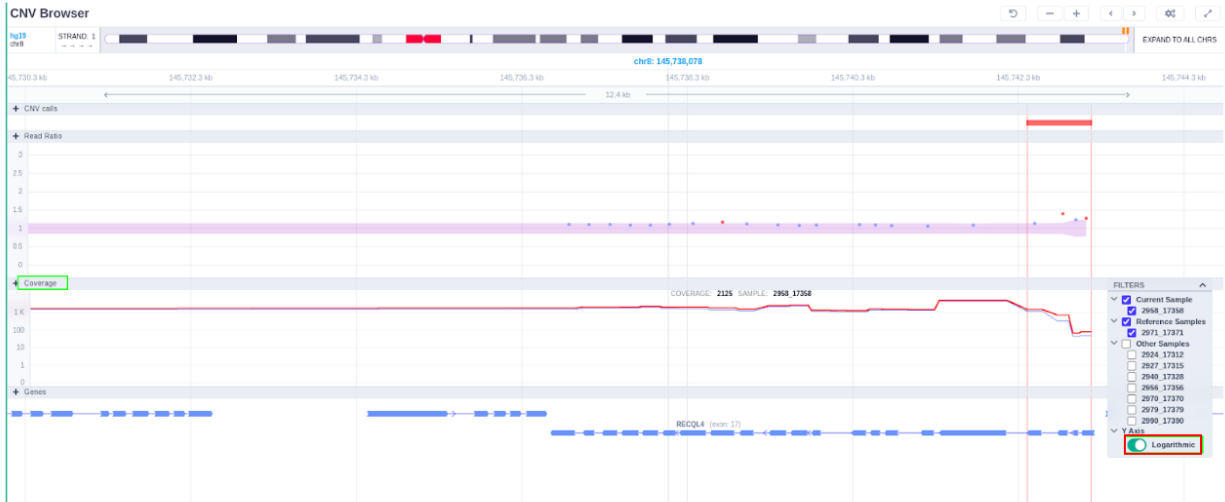 CNV Browser
hg19
chr8
STRAND: 1
EXPAND TO ALL CHRS
chr8: 145,738,078
45,730.3 kb 145,732.3 kb 145,734.3 kb 145,736.3 kb 145,738.3 kb 145,740.3 kb 145,742.3 kb 145,744.3 kb
12.4 kb
+ CNV calls
+ Read Ratio
3
2.5
2
1.5
1
0.5
0
+ Coverage
COVERAGE: 2125 SAMPLE: 2958_17358
1 K
100
10
1
0
FILTERS
Current Sample
2958_17358
Reference Samples
2971_17371
Other Samples
2924_17312
2927_17315
2940_17328
2956_17356
2970_17370
2979_17379
2990_17390
Y Axis
Logarithmic
+ Genes
RECQL4 (exon: 17)